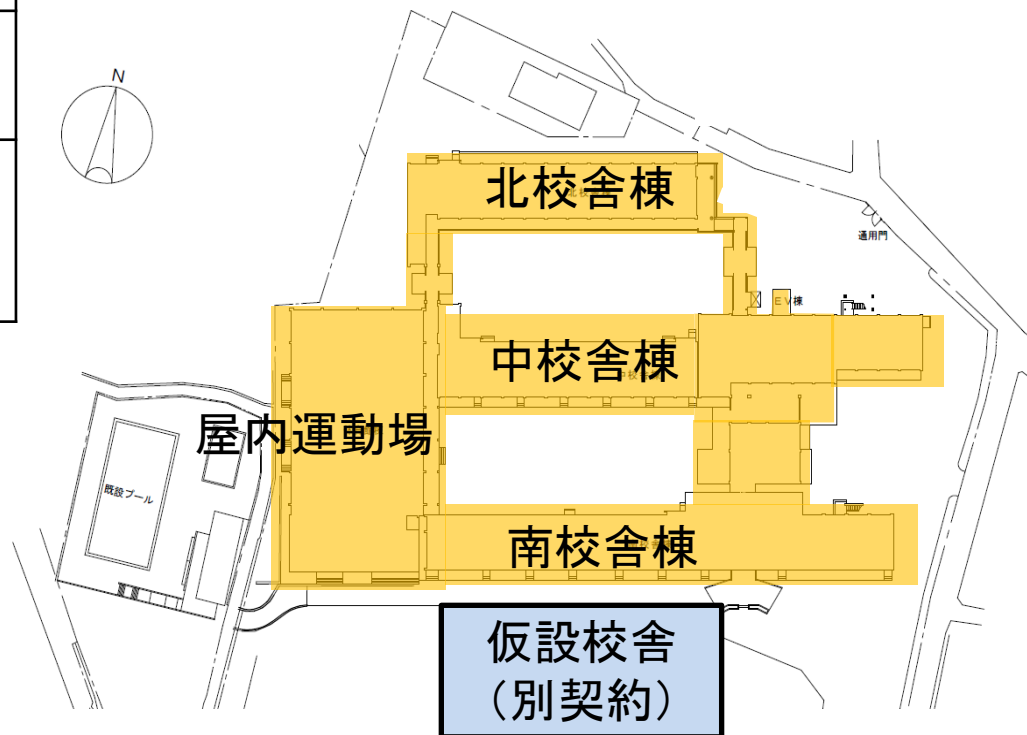 N
北校舎棟
通用門
EV棟
中校舎棟
屋内運動場
既設プール
南校舎棟
仮設校舎
（別契約）